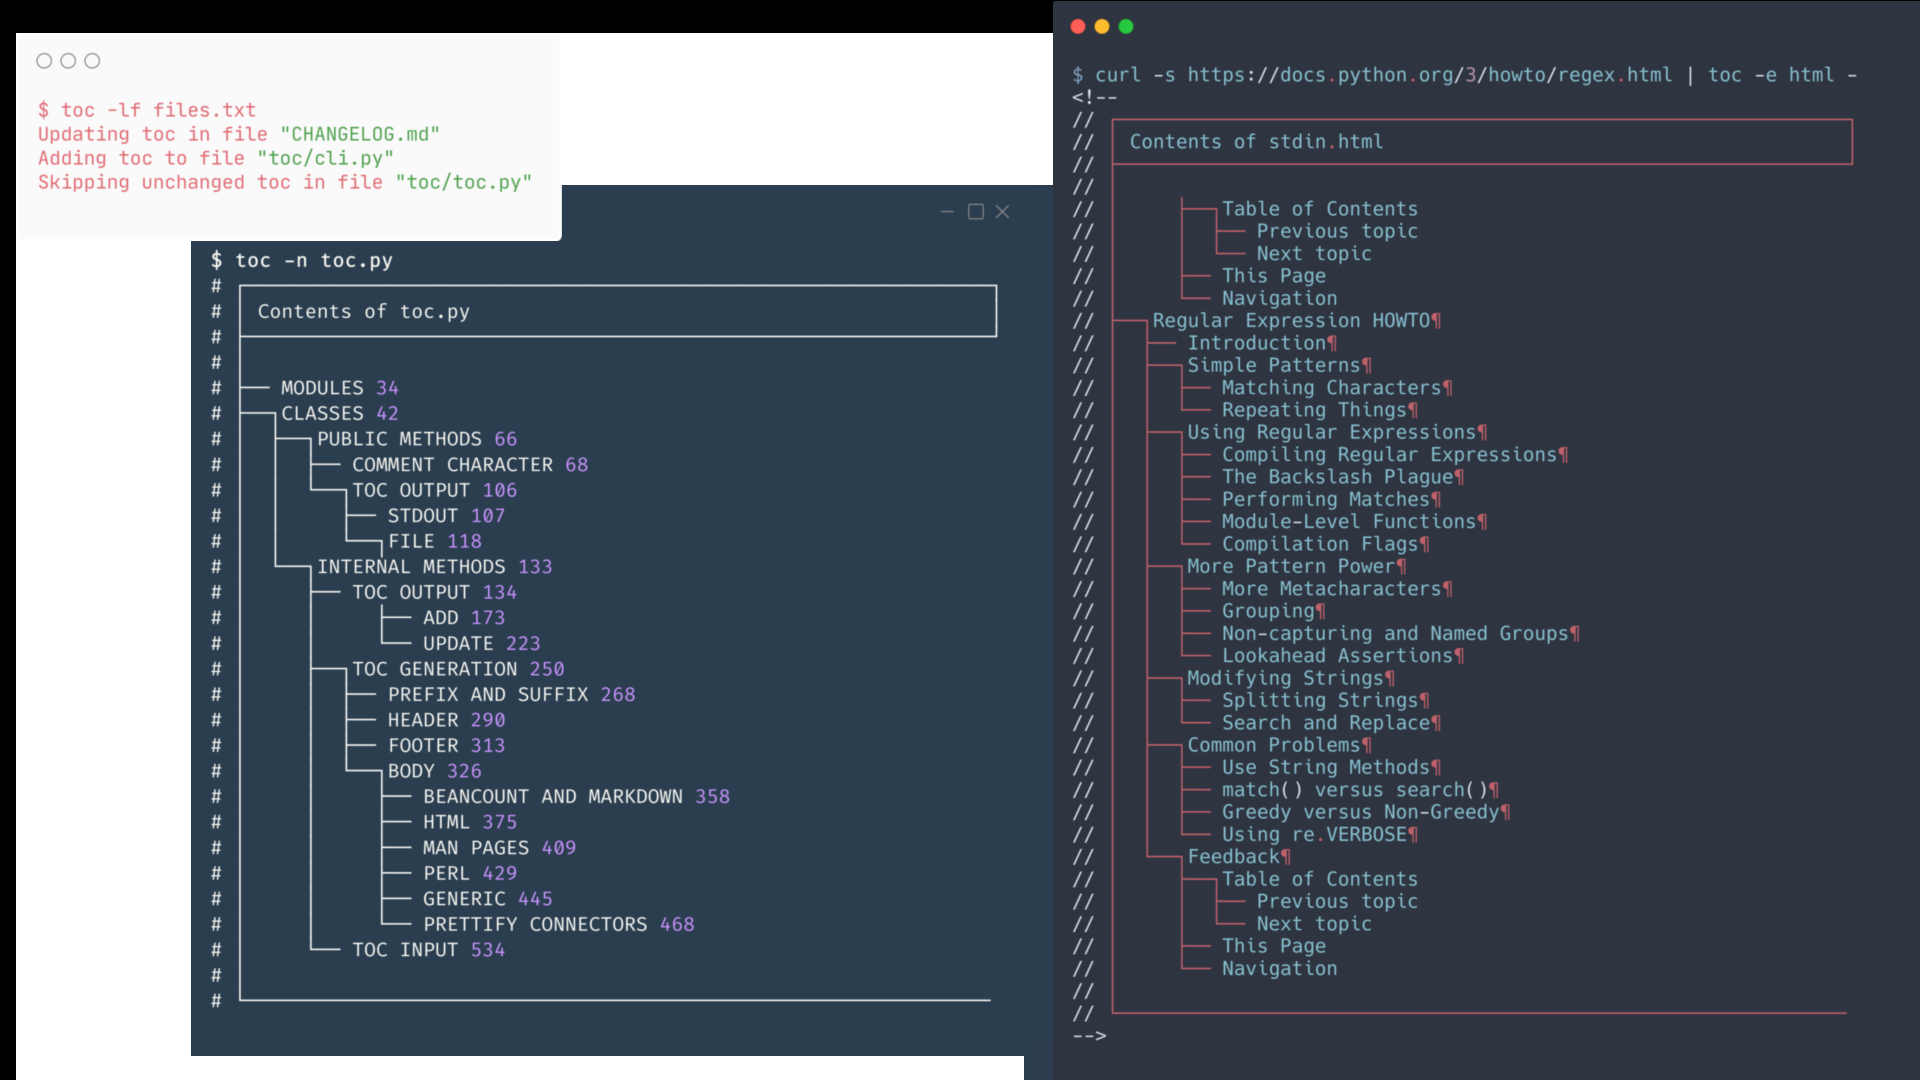 $ toc -lf files.txt
Updating toc in file "CHANGELOG.md"
Adding toc to file "toc/cli.py"
Skipping unchanged toc in file "toc/toc.py"
$ toc -n toc.py
#
# Contents of toc.py
#
#
# MODULES 34
# CLASSES 42
# PUBLIC METHODS 66
# COMMENT CHARACTER 68
# TOC OUTPUT 106
# STDOUT 107
# FILE 118
# INTERNAL METHODS 133
# TOC OUTPUT 134
# ADD 173
# UPDATE 223
# TOC GENERATION 250
# PREFIX AND SUFFIX 268
# HEADER 290
# FOOTER 313
# BODY 326
# BEANCOUNT AND MARKDOWN 358
# HTML 375
# MAN PAGES 409
# PERL 429
# GENERIC 445
# PRETTIFY CONNECTORS 468
# TOC INPUT 534
#
#
$ curl -s https://docs.python.org/3/howto/regex.html | toc -e html -
<!--
//
// Contents of stdin.html
//
//
// Table of Contents
// Previous topic
// Next topic
// This Page
// Navigation
// Regular Expression HOWTO¶
// Introduction¶
// Simple Patterns¶
// Matching Characters¶
// Repeating Things¶
// Using Regular Expressions¶
// Compiling Regular Expressions¶
// The Backslash Plague¶
// Performing Matches¶
// Module-Level Functions¶
// Compilation Flags¶
// More Pattern Power¶
// More Metacharacters¶
// Grouping¶
// Non-capturing and Named Groups¶
// Lookahead Assertions¶
// Modifying Strings¶
// Splitting Strings¶
// Search and Replace¶
// Common Problems¶
// Use String Methods¶
// match() versus search()¶
// Greedy versus Non-Greedy¶
// Using re.VERBOSE¶
// Feedback¶
// Table of Contents
// Previous topic
// Next topic
// This Page
// Navigation
//
//
-->